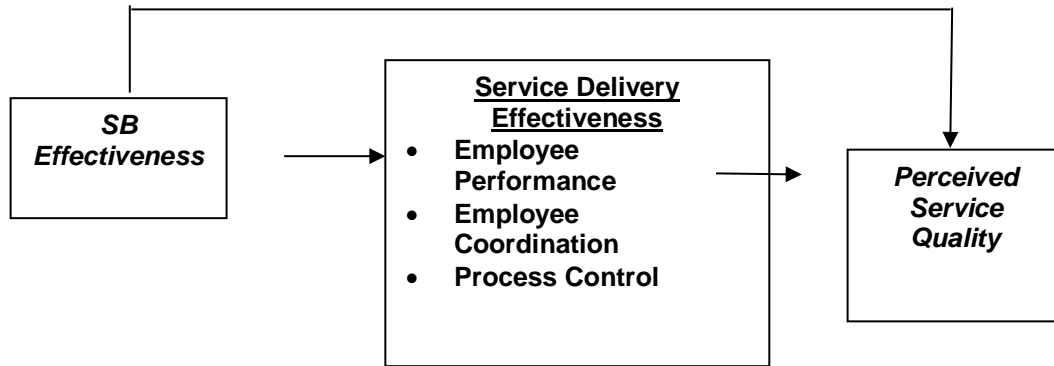 SB
Effectiveness
Service Delivery
Effectiveness
• Employee
Performance
• Employee
Coordination
• Process Control
Perceived
Service
Quality